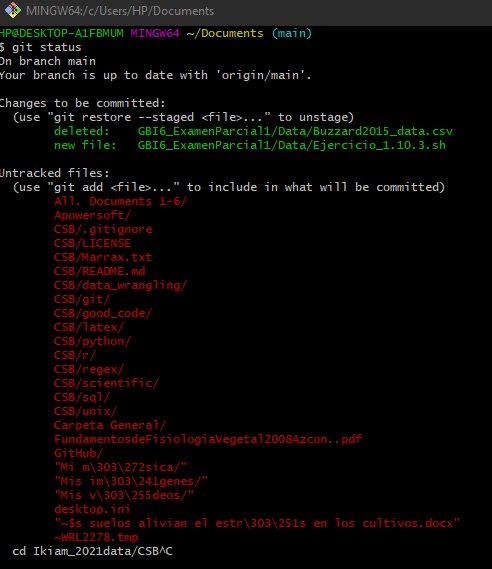 MINGW64:/c/Users/HP/Documents
HP@DESKTOP-A1FBMUM MINGW64 ~/Documents (main)
$ git status
On branch main
Your branch is up to date with 'origin/main'.

Changes to be committed:
  (use "git restore --staged <file>..." to unstage)
        deleted:    GBI6_ExamenParcial1/Data/Buzzard2015_data.csv
        new file:   GBI6_ExamenParcial1/Data/Ejercicio_1.10.3.sh

Untracked files:
  (use "git add <file>..." to include in what will be committed)
        All. Documents 1-6/
        Apowersoft/
        CSB/.gitignore
        CSB/LICENSE
        CSB/Marrax.txt
        CSB/README.md
        CSB/data_wrangling/
        CSB/git/
        CSB/good_code/
        CSB/latex/
        CSB/python/
        CSB/r/
        CSB/regex/
        CSB/scientific/
        CSB/sql/
        CSB/unix/
        Carpeta General/
        FundamentosdeFisiologiaVegetal2008Azcon..pdf
        GitHub/
        "Mi m\303\272sica/"
        "Mis im\303\241genes/"
        "Mis v\303\255deos/"
        desktop.ini
        "~$s suelos alivian el estr\303\251s en los cultivos.docx"
        ~WRL2278.tmp
  cd Ikiam_2021data/CSB^C